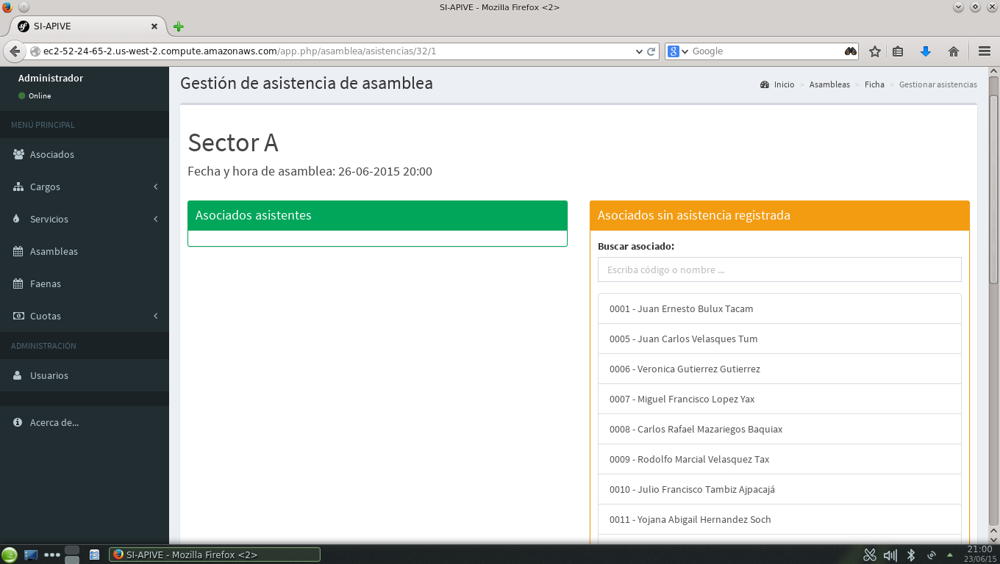 SI-APIVE - Mozilla Firefox <2>
SI-APIVE
ec2-52-24-65-2.us-west-2.compute.amazonaws.com/app.php/asamblea/asistencias/32/1
Google
Administrador
Online
MENÚ PRINCIPAL
Asociados
Cargos
Servicios
Asambleas
Faenas
Cuotas
ADMINISTRACIÓN
Usuarios
Acerca de...
Gestión de asistencia de asamblea
Inicio > Asambleas > Ficha > Gestionar asistencias
Sector A
Fecha y hora de asamblea: 26-06-2015 20:00
Asociados asistentes
Asociados sin asistencia registrada
Buscar asociado:
Escriba código o nombre ...
0001 - Juan Ernesto Bulux Tacam
0005 - Juan Carlos Velasques Tum
0006 - Veronica Gutierrez Gutierrez
0007 - Miguel Francisco Lopez Yax
0008 - Carlos Rafael Mazariegos Baquiax
0009 - Rodolfo Marcial Velasquez Tax
0010 - Julio Francisco Tambiz Ajpacajá
0011 - Yojana Abigail Hernandez Soch
SI-APIVE - Mozilla Firefox <2>
21:00
23/06/15